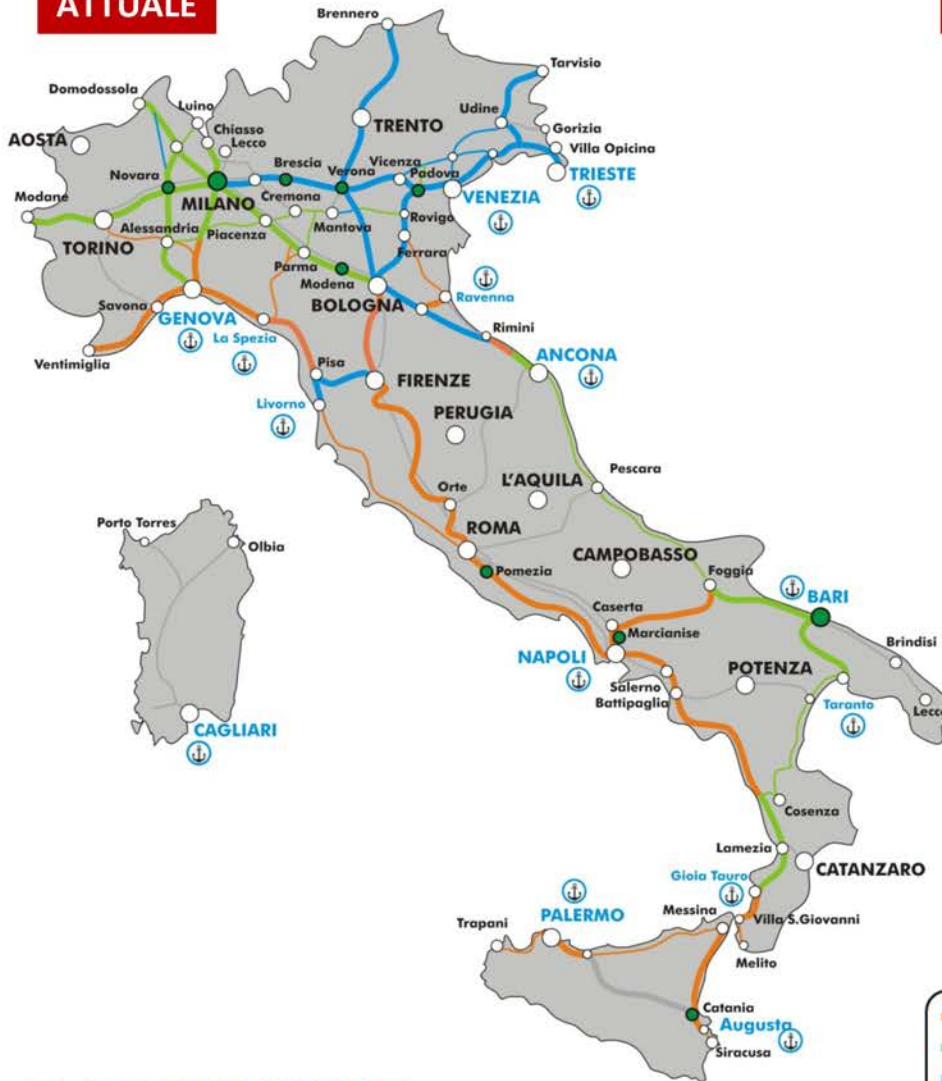 ATTUALE
Brennero
Tarvisio
Domodossola
Luino
Udine
Gorizia
AOSTA
Chiasso
Lecco
TRENTO
Villa Opicina
Novara
Brescia
Verona
Vicenza
Padova
TRIESTE
Modane
MILANO
Cremona
Mantova
VENEZIA
Rovigo
TORINO
Alessandria
Piacenza
Parma
Ferrara
Modena
Savona
GENOVA
BOLOGNA
Ravenna
La Spezia
Rimini
Ventimiglia
Pisa
ANCONA
FIRENZE
Livorno
PERUGIA
Pescara
Orte
L'AQUILA
ROMA
Porto Torres
Olbia
CAMPOBASSO
Pomezia
Foggia
BARI
Caserta
Marcianise
Brindisi
NAPOLI
POTENZA
Salerno
Battipaglia
Taranto
Lecce
CAGLIARI
Cosenza
Lamezia
CATANZARO
Gioia Tauro
Messina
Villa S.Giovanni
Trapani
PALERMO
Melito
Catania
Augusta
Siracusa